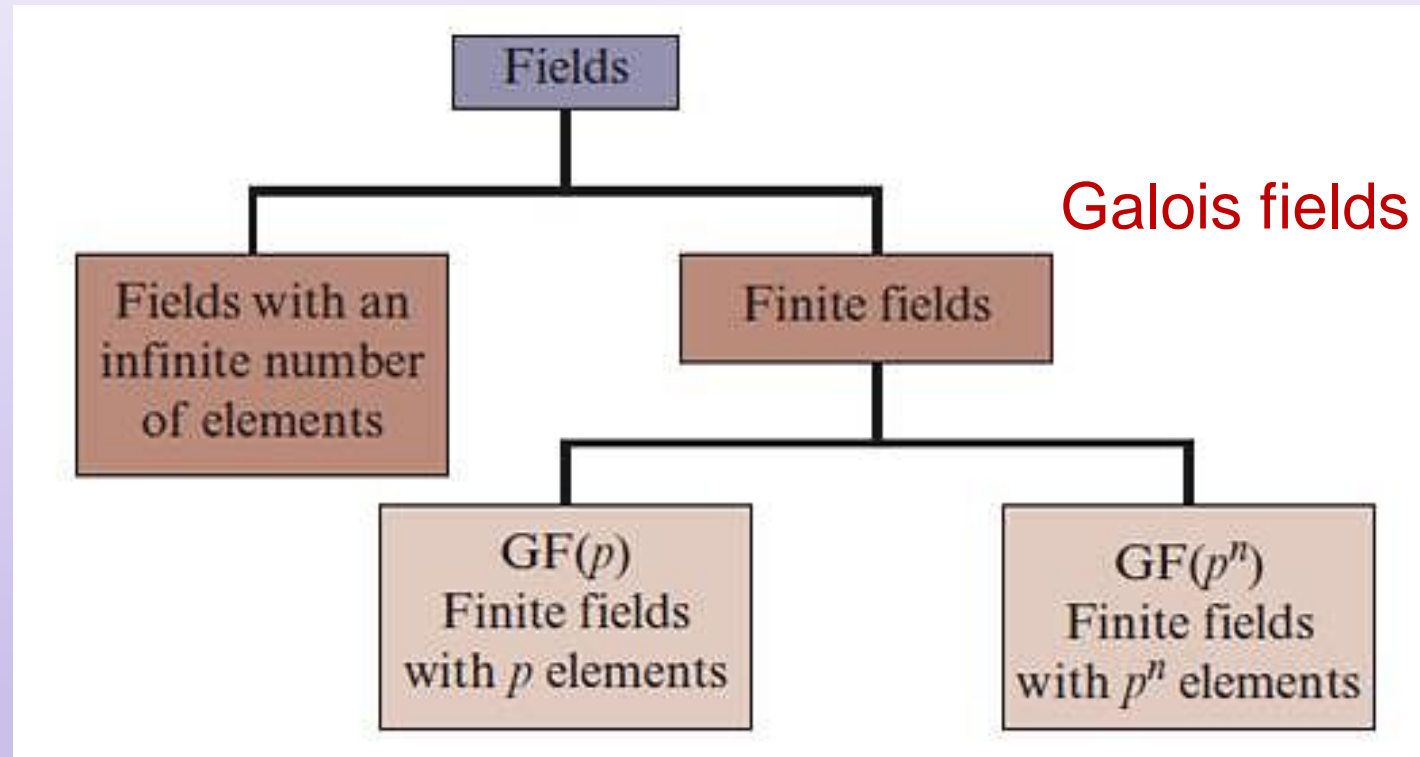 Fields
Galois fields
Fields with an
infinite number
of elements
Finite fields
GF(p)
Finite fields
with p elements
GF(pⁿ)
Finite fields
with pⁿ elements